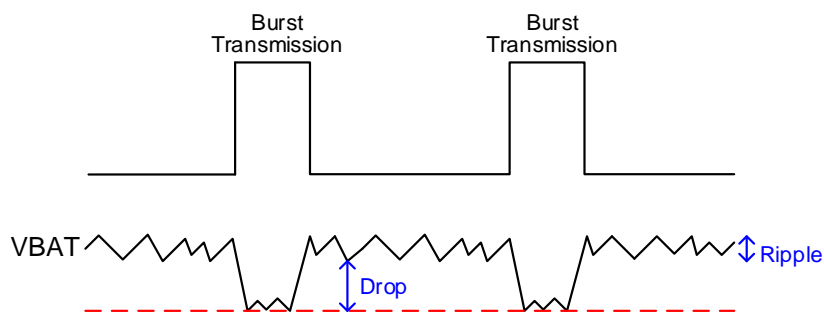 Burst
Transmission
Burst
Transmission
VBAT
Ripple
Drop